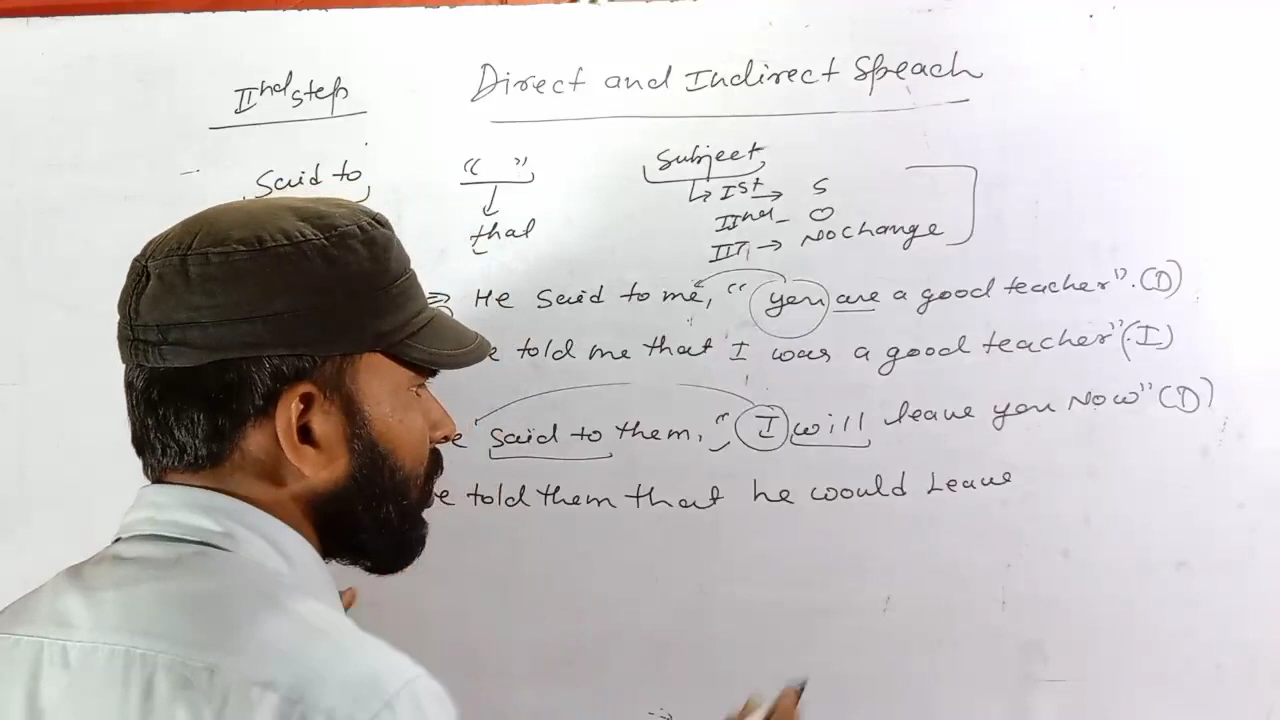 IInd step
Direct and Indirect Speach
Said to
“ ”
that
Subject
↳ Ist → S
IInd - O
III → No change
⇒ He said to me, “you are a good teacher”. (D)
e told me that I was a good teacher” (I)
e said to them, “I will leave you Now” (D)
e told them that he would Leave